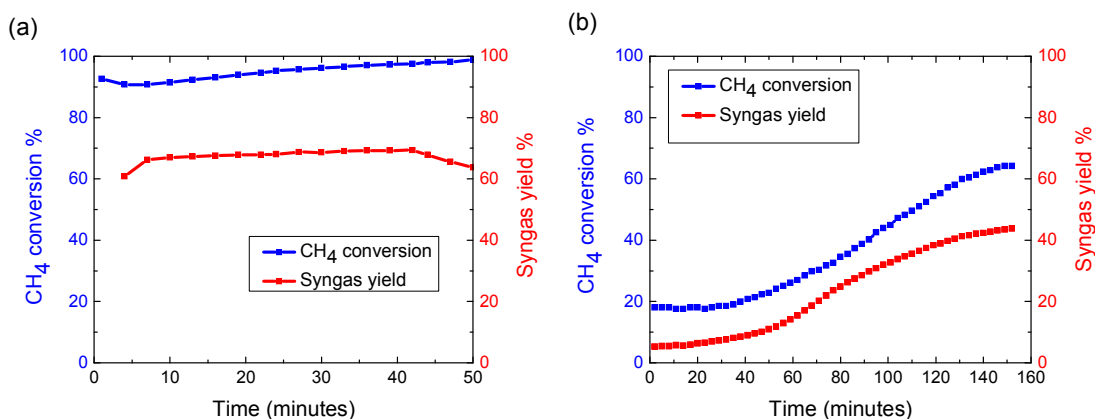 (a)
100
80
60
40
20
0
CH4 conversion %
100
80
60
40
20
0
Syngas yield %
CH4 conversion
Syngas yield
0 10 20 30 40 50
Time (minutes)
(b)
100
80
60
40
20
0
CH4 conversion %
100
80
60
40
20
0
Syngas yield %
CH4 conversion
Syngas yield
0 20 40 60 80 100 120 140 160
Time (minutes)